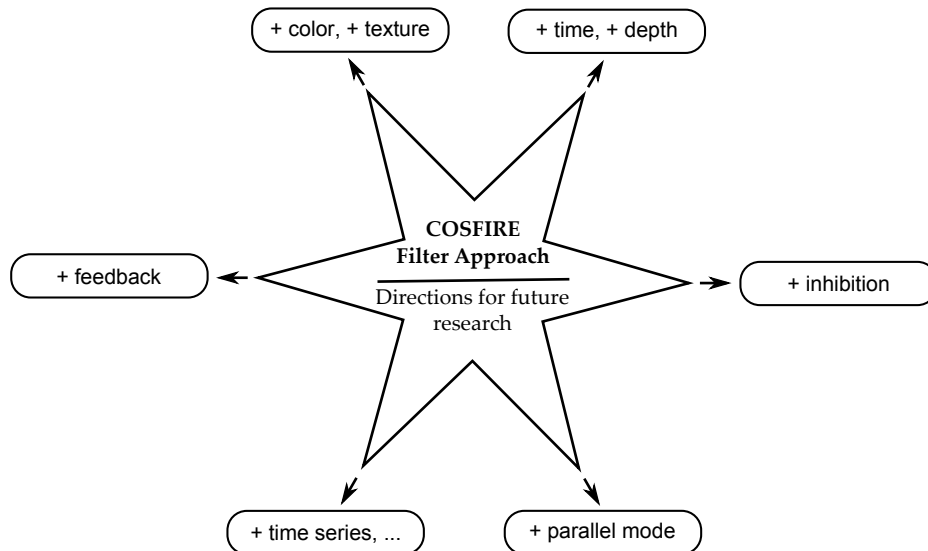 + color, + texture
+ time, + depth
COSFIRE
Filter Approach
Directions for future
research
+ feedback
+ inhibition
+ time series, ...
+ parallel mode